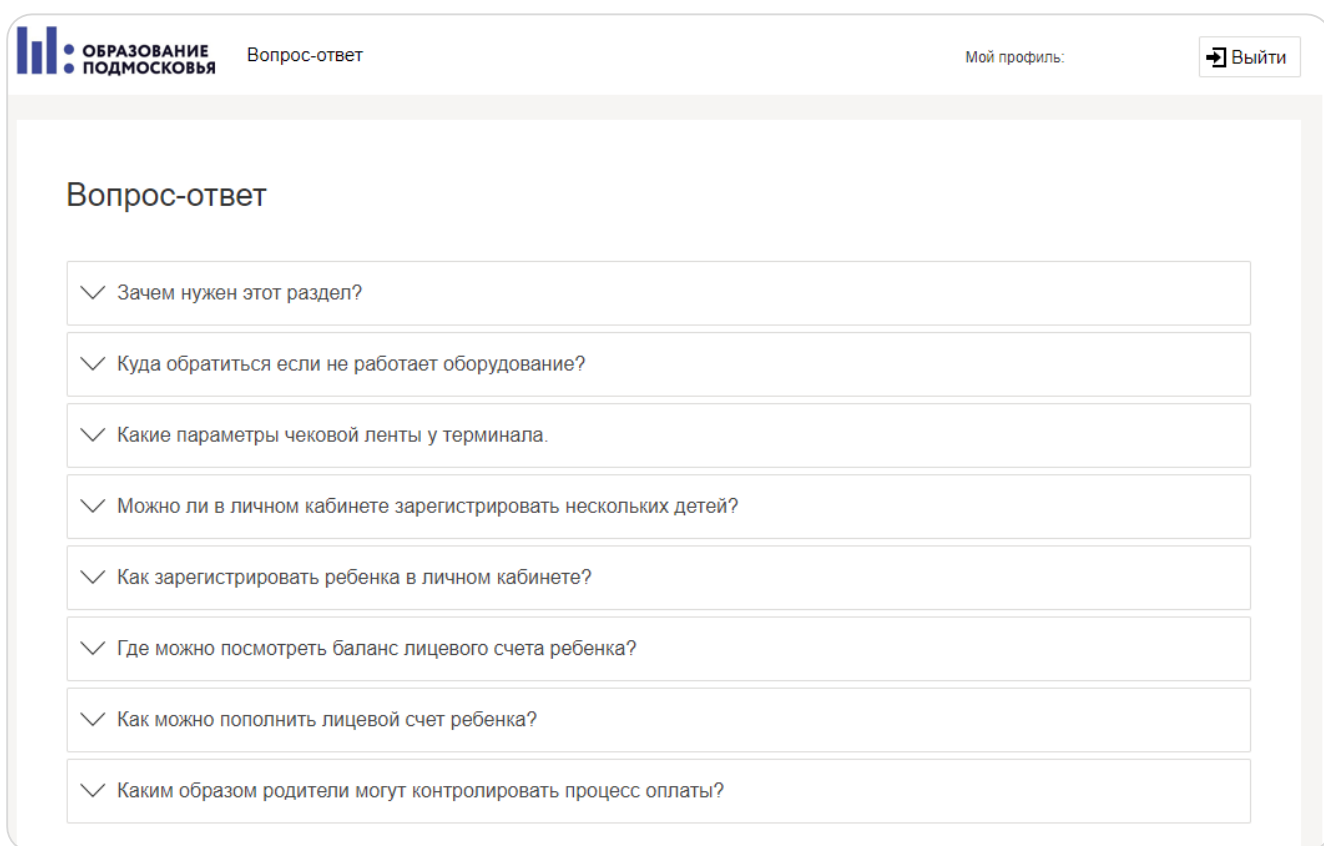 ОБРАЗОВАНИЕ
ПОДМОСКОВЬЯ
Вопрос-ответ
Мой профиль:
Выйти
Вопрос-ответ
Зачем нужен этот раздел?
Куда обратиться если не работает оборудование?
Какие параметры чековой ленты у терминала.
Можно ли в личном кабинете зарегистрировать нескольких детей?
Как зарегистрировать ребенка в личном кабинете?
Где можно посмотреть баланс лицевого счета ребенка?
Как можно пополнить лицевой счет ребенка?
Каким образом родители могут контролировать процесс оплаты?